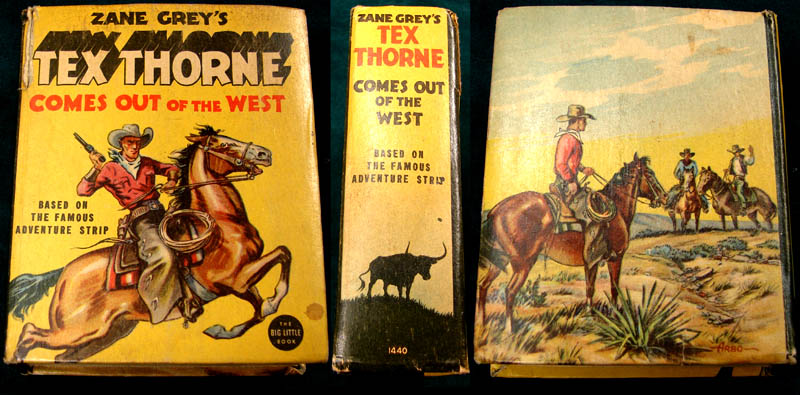 ZANE GREY'S
TEX THORNE
COMES OUT OF THE WEST
BASED ON
THE FAMOUS
ADVENTURE STRIP
THE
BIG LITTLE
BOOK
ZANE GREY'S
TEX
THORNE
COMES OUT
OF THE
WEST
BASED ON
THE FAMOUS
ADVENTURE STRIP
1440
ARBO